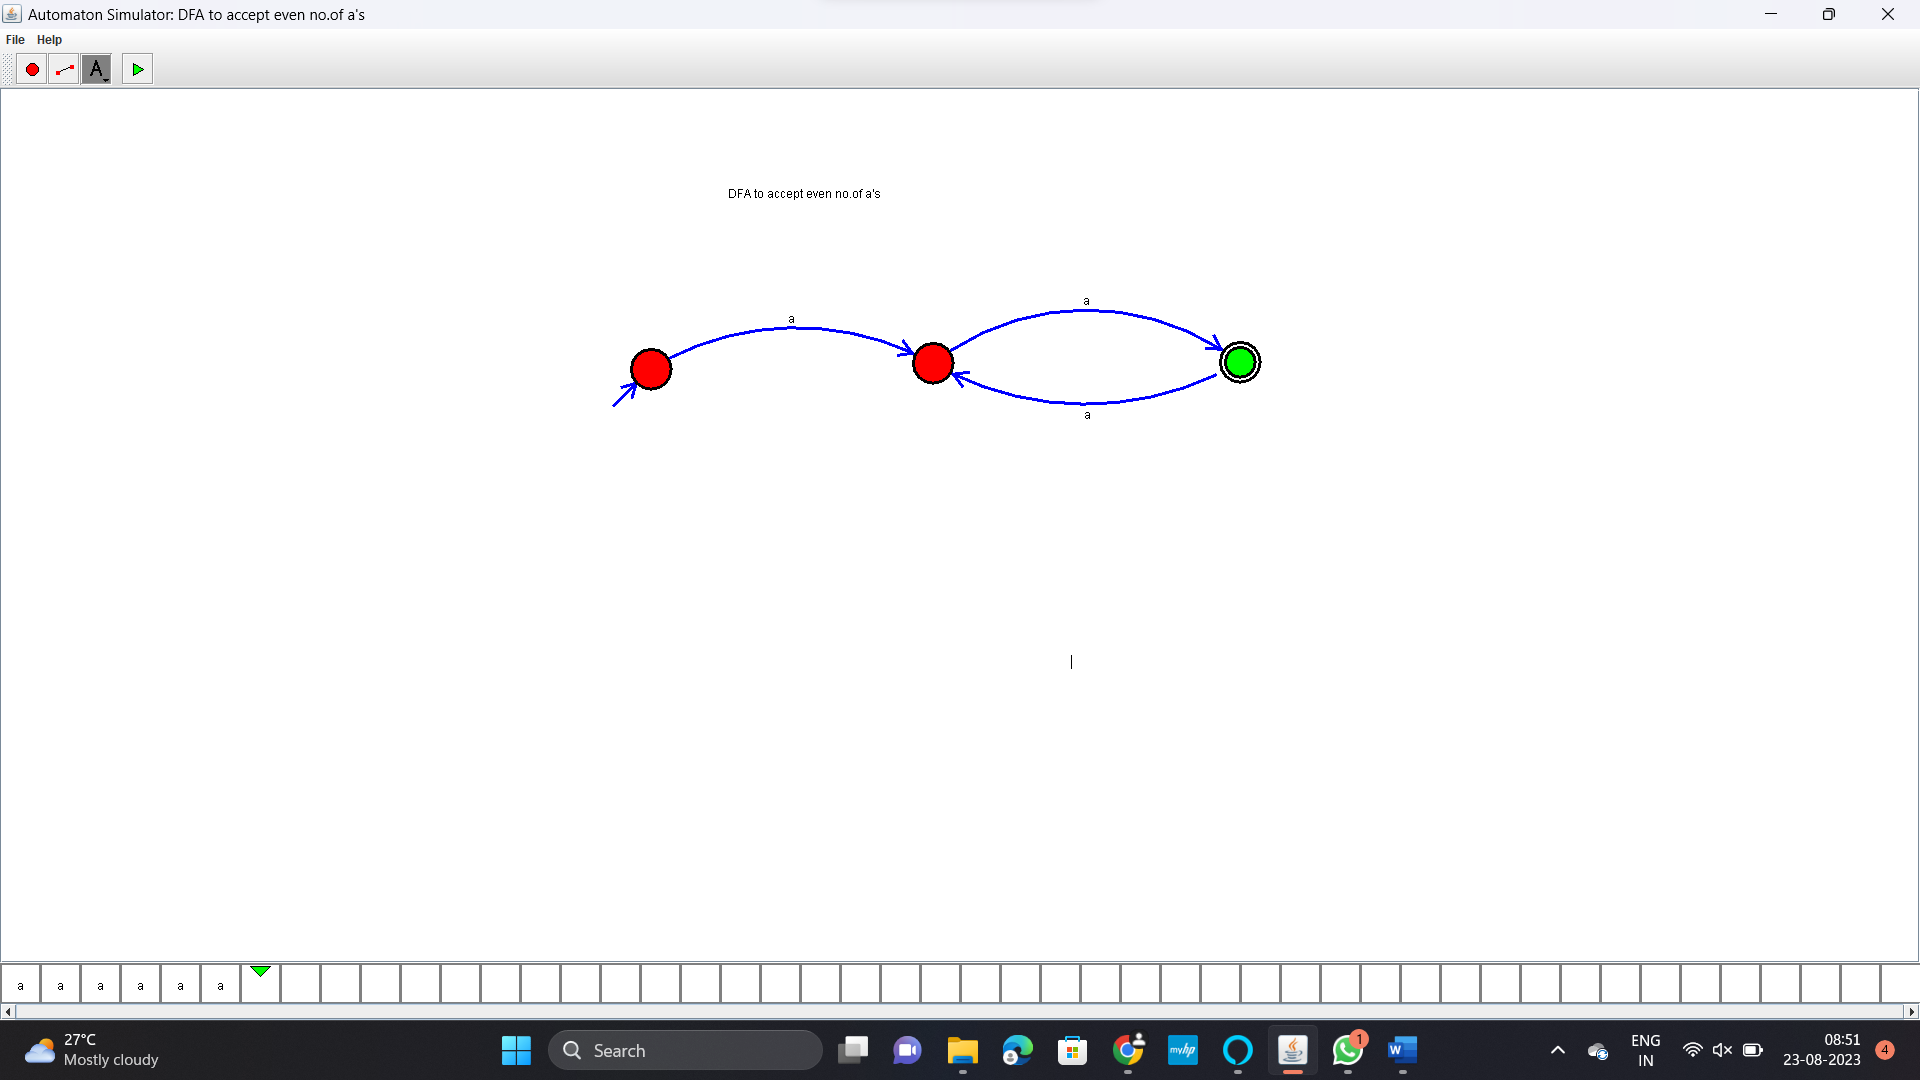 Automaton Simulator: DFA to accept even no.of a's
File Help
A
DFA to accept even no.of a's
a
a
a
a a a a a a
27°C
Mostly cloudy
Search
myhp
1
W
ENG
IN
08:51
23-08-2023
4